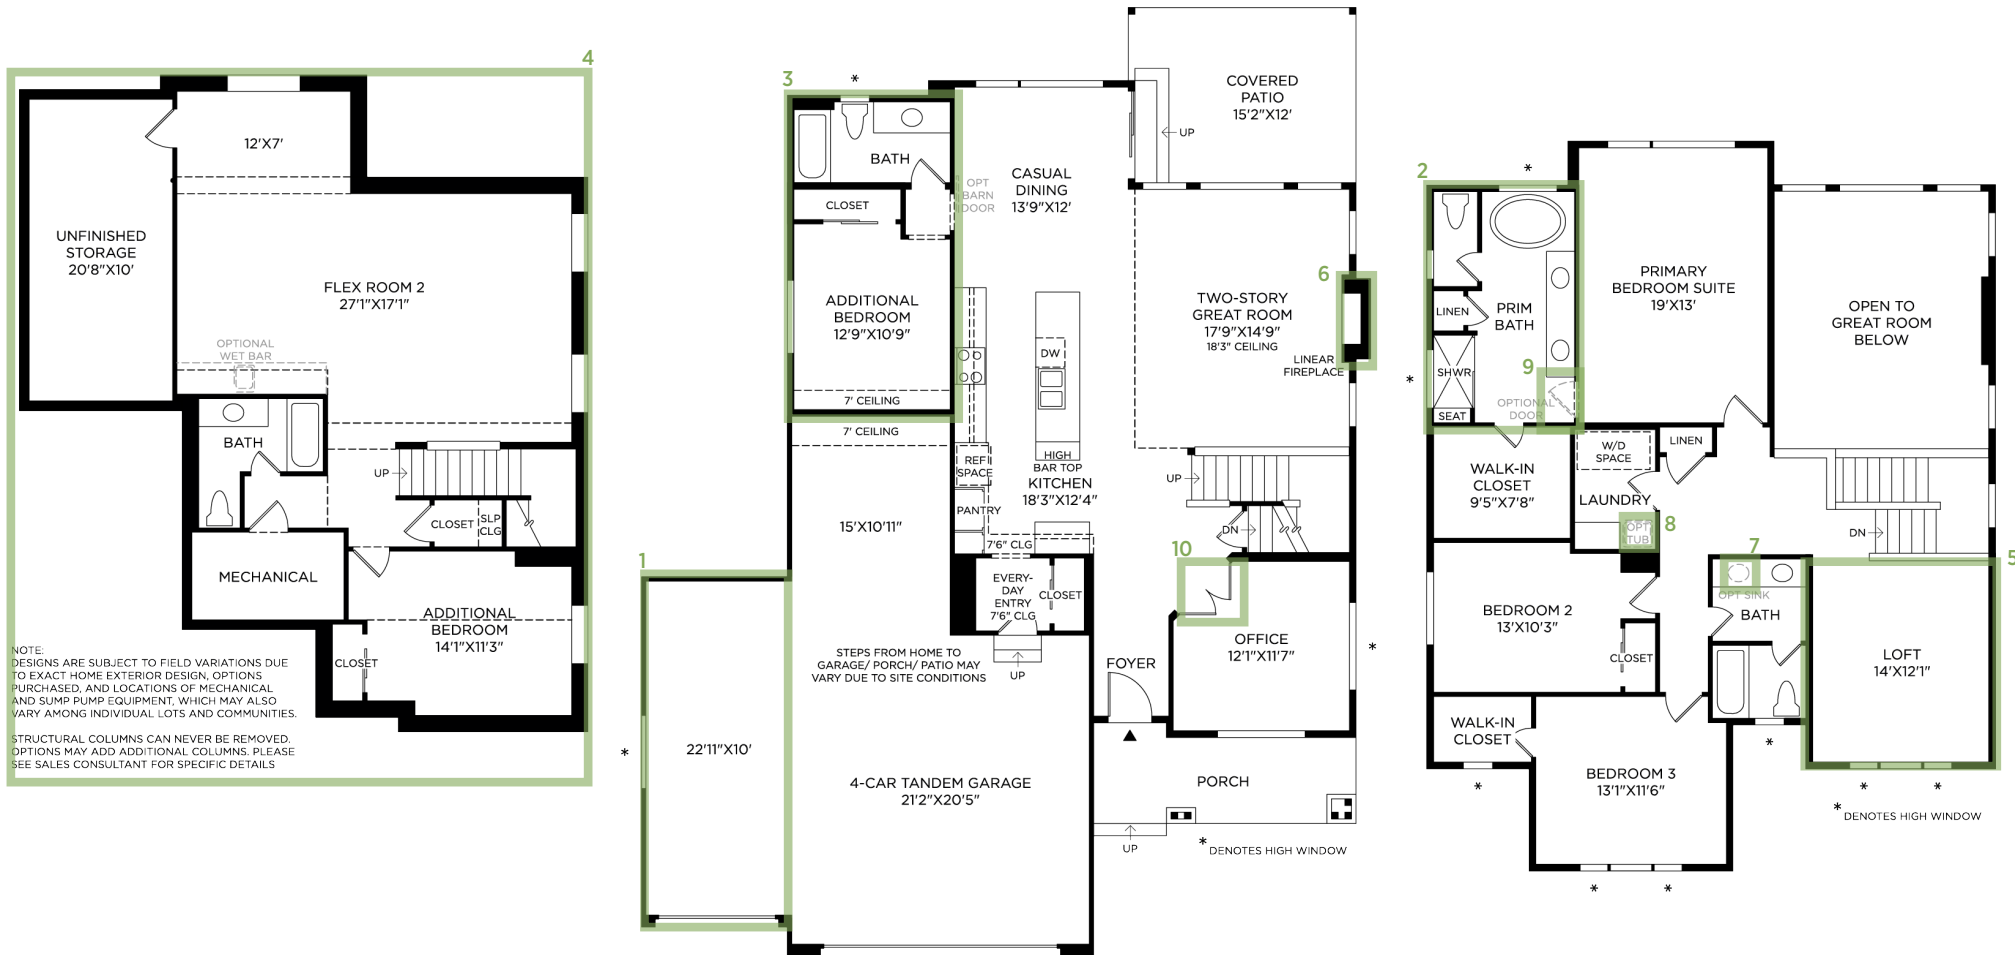 4
12'X7'
UNFINISHED
STORAGE
20'8"X10'
FLEX ROOM 2
27'1"X17'1"
OPTIONAL
WET BAR
BATH
UP
CLOSET
SLP
CLG
MECHANICAL
ADDITIONAL
BEDROOM
14'1"X11'3"
CLOSET
NOTE:
DESIGNS ARE SUBJECT TO FIELD VARIATIONS DUE
TO EXACT HOME EXTERIOR DESIGN, OPTIONS
PURCHASED, AND LOCATIONS OF MECHANICAL
AND SUMP PUMP EQUIPMENT, WHICH MAY ALSO
VARY AMONG INDIVIDUAL LOTS AND COMMUNITIES.
STRUCTURAL COLUMNS CAN NEVER BE REMOVED.
OPTIONS MAY ADD ADDITIONAL COLUMNS. PLEASE
SEE SALES CONSULTANT FOR SPECIFIC DETAILS
3
*
COVERED
PATIO
15'2"X12'
UP
BATH
OPT
BARN
DOOR
CASUAL
DINING
13'9"X12'
CLOSET
ADDITIONAL
BEDROOM
12'9"X10'9"
7' CEILING
7' CEILING
6
TWO-STORY
GREAT ROOM
17'9"X14'9"
18'3" CEILING
LINEAR
FIREPLACE
DW
HIGH
BAR TOP
KITCHEN
18'3"X12'4"
REF
SPACE
PANTRY
7'6" CLG
UP
DN
15'X10'11"
10
1
EVERY-
DAY
ENTRY
7'6" CLG
CLOSET
UP
OFFICE
12'1"X11'7"
*
FOYER
STEPS FROM HOME TO
GARAGE/ PORCH/ PATIO MAY
VARY DUE TO SITE CONDITIONS
*
22'11"X10'
4-CAR TANDEM GARAGE
21'2"X20'5"
PORCH
UP
* DENOTES HIGH WINDOW
2
*
PRIMARY
BEDROOM SUITE
19'X13'
OPEN TO
GREAT ROOM
BELOW
LINEN
PRIM
BATH
*
SHWR
SEAT
9
OPTIONAL
DOOR
WALK-IN
CLOSET
9'5"X7'8"
W/D
SPACE
LINEN
LAUNDRY
OPT
TUB
8
DN
7
OPT SINK
BATH
5
BEDROOM 2
13'X10'3"
CLOSET
LOFT
14'X12'1"
WALK-IN
CLOSET
*
BEDROOM 3
13'1"X11'6"
*
*
*
*
*
* DENOTES HIGH WINDOW